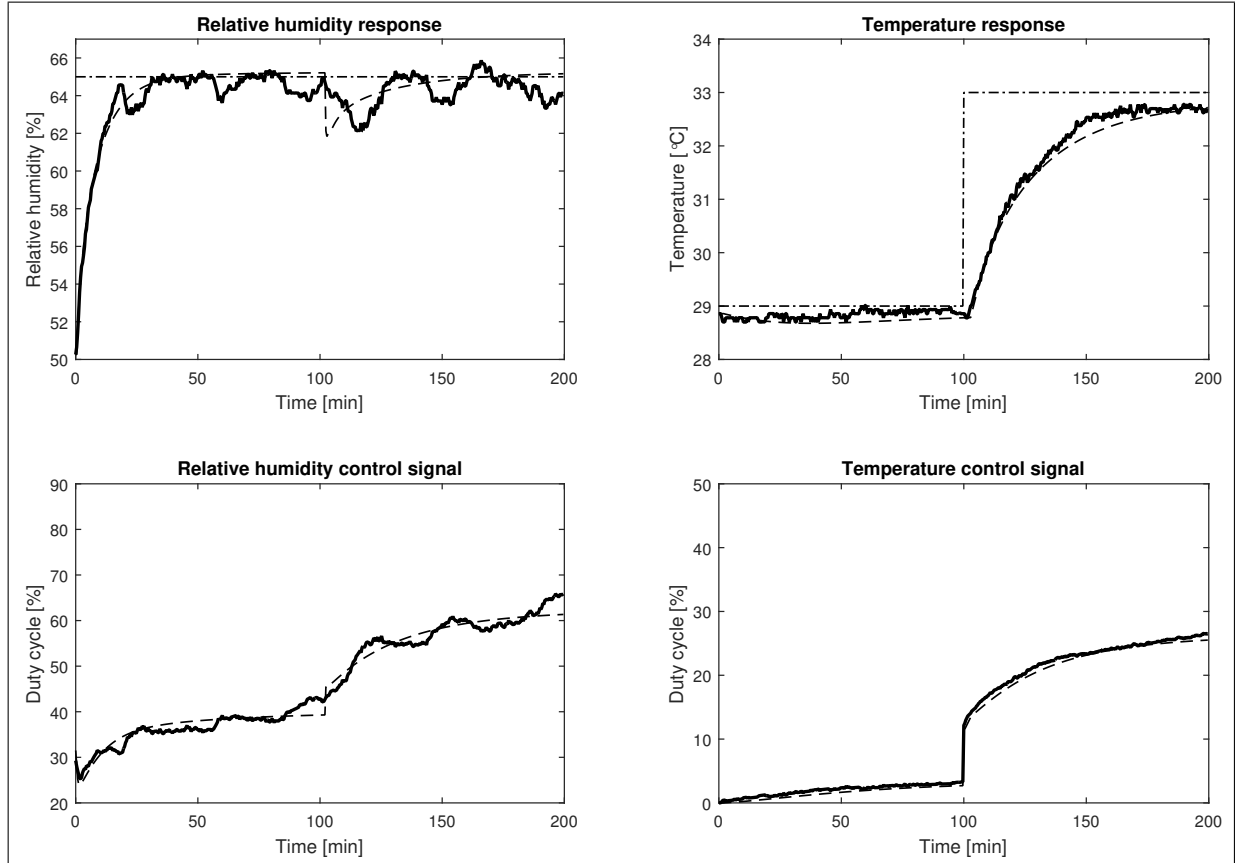 Relative humidity response
Relative humidity [%]
66
64
62
60
58
56
54
52
50
0 50 100 150 200
Time [min]
Temperature response
Temperature [°C]
34
33
32
31
30
29
28
0 50 100 150 200
Time [min]
Relative humidity control signal
Duty cycle [%]
90
80
70
60
50
40
30
20
0 50 100 150 200
Time [min]
Temperature control signal
Duty cycle [%]
50
40
30
20
10
0
0 50 100 150 200
Time [min]